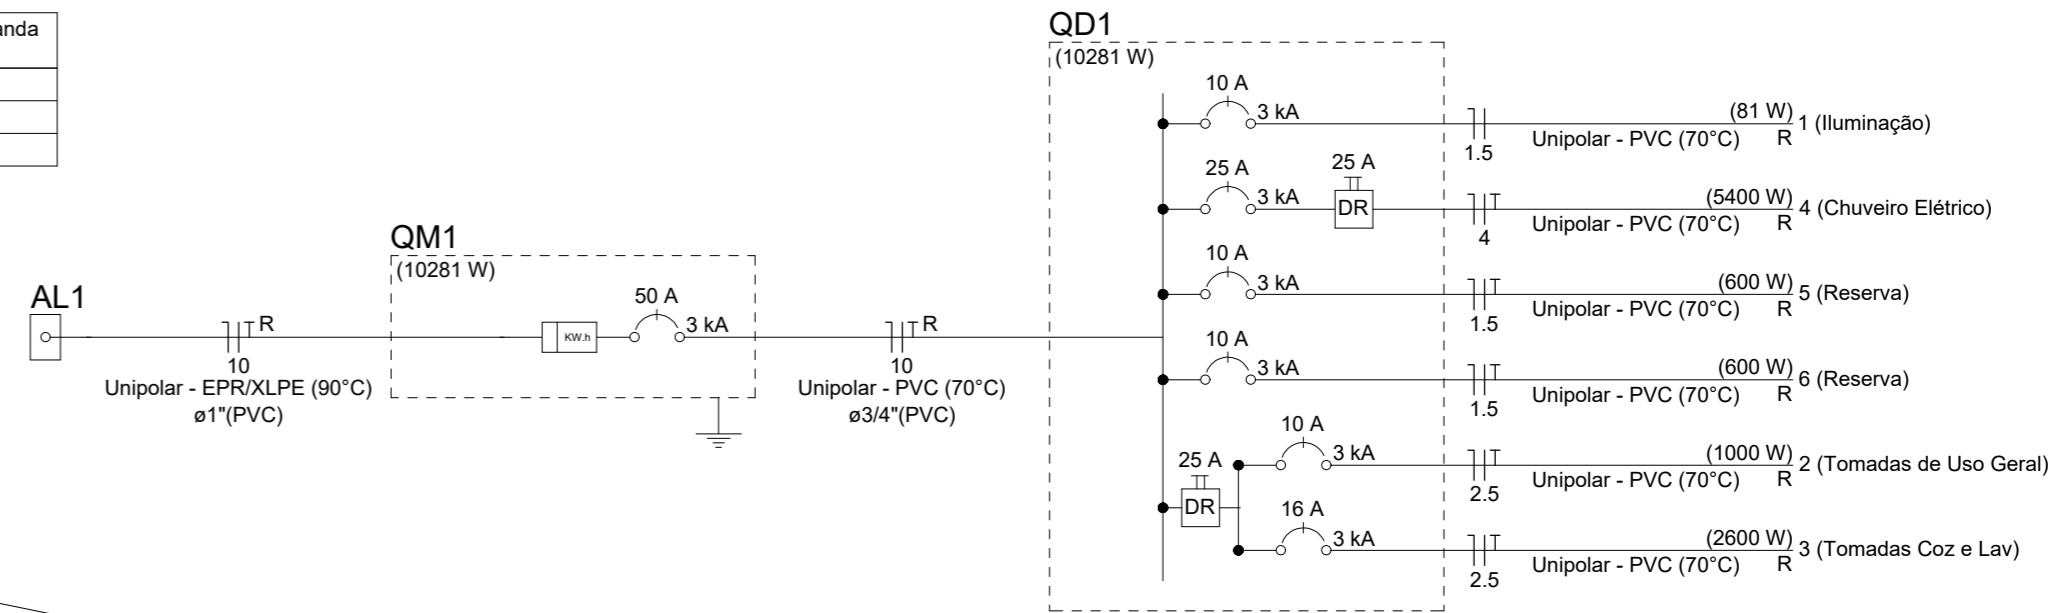 QD1
(10281 W)
10 A
3 kA
(81 W)
1 (Iluminação)
1.5
Unipolar - PVC (70°C)
R
25 A
3 kA
25 A
DR
(5400 W)
4 (Chuveiro Elétrico)
4
Unipolar - PVC (70°C)
R
10 A
3 kA
(600 W)
5 (Reserva)
1.5
Unipolar - PVC (70°C)
R
10 A
3 kA
(600 W)
6 (Reserva)
1.5
Unipolar - PVC (70°C)
R
25 A
DR
10 A
3 kA
(1000 W)
2 (Tomadas de Uso Geral)
2.5
Unipolar - PVC (70°C)
R
16 A
3 kA
(2600 W)
3 (Tomadas Coz e Lav)
2.5
Unipolar - PVC (70°C)
R
QM1
(10281 W)
KW.h
50 A
3 kA
AL1
R
10
Unipolar - EPR/XLPE (90°C)
ø1"(PVC)
R
10
Unipolar - PVC (70°C)
ø3/4"(PVC)